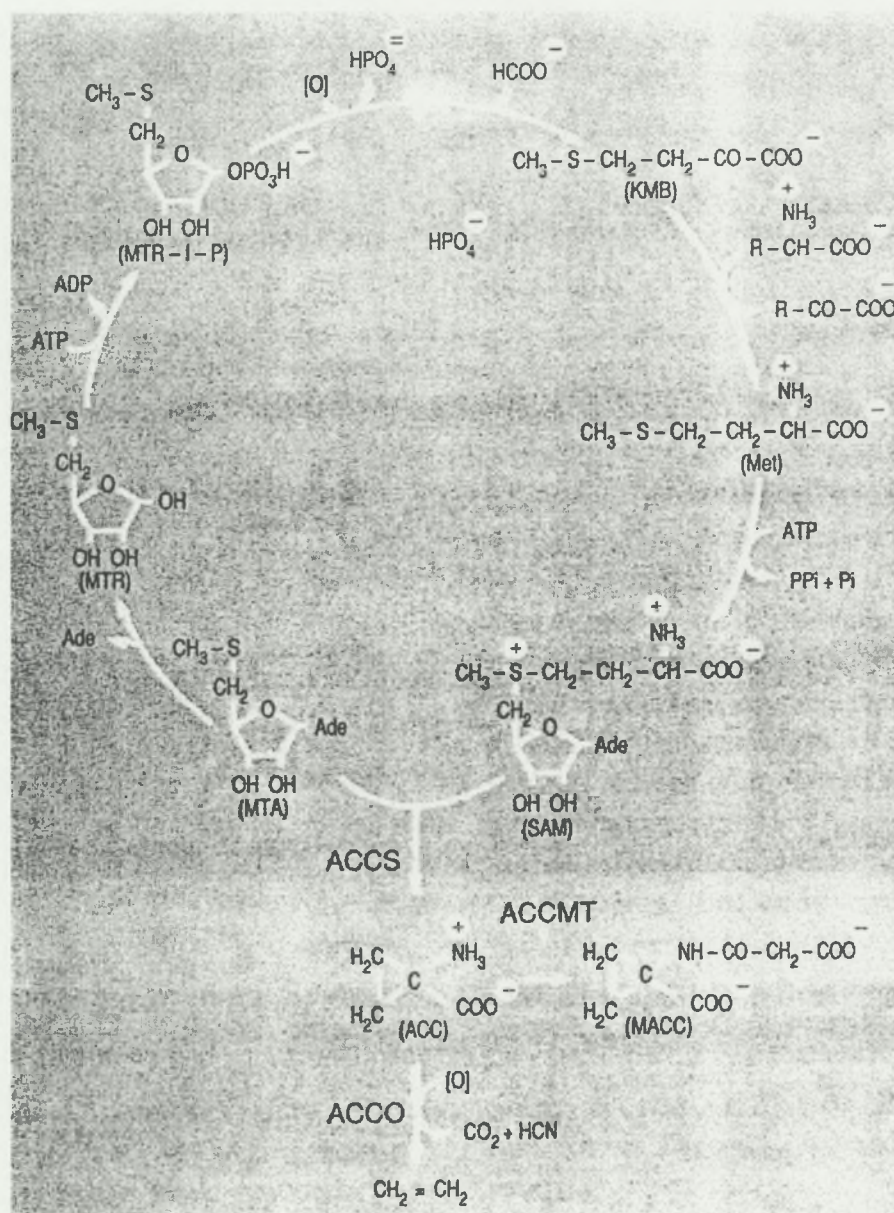 [O]
HPO₄⁼
HCOO⁻
CH₃–S
CH₂
O
OPO₃H⁻
OH OH
(MTR–I–P)
CH₃–S–CH₂–CH₂–CO–COO⁻
(KMB)
HPO₄⁻
+
NH₃
R–CH–COO⁻
R–CO–COO⁻
ADP
ATP
CH₃–S
CH₂
O
OH
OH OH
(MTR)
+
NH₃
CH₃–S–CH₂–CH₂–CH–COO⁻
(Met)
ATP
PPi + Pi
Ade
CH₃–S
CH₂
O
Ade
OH OH
(MTA)
+
NH₃
+
CH₃–S–CH₂–CH₂–CH–COO⁻
CH₂
O
Ade
OH OH
(SAM)
ACCS
ACCMT
+
H₂C NH₃
C
H₂C COO⁻
(ACC)
H₂C NH–CO–CH₂–COO⁻
C
H₂C COO⁻
(MACC)
[O]
ACCO
CO₂ + HCN
CH₂ = CH₂